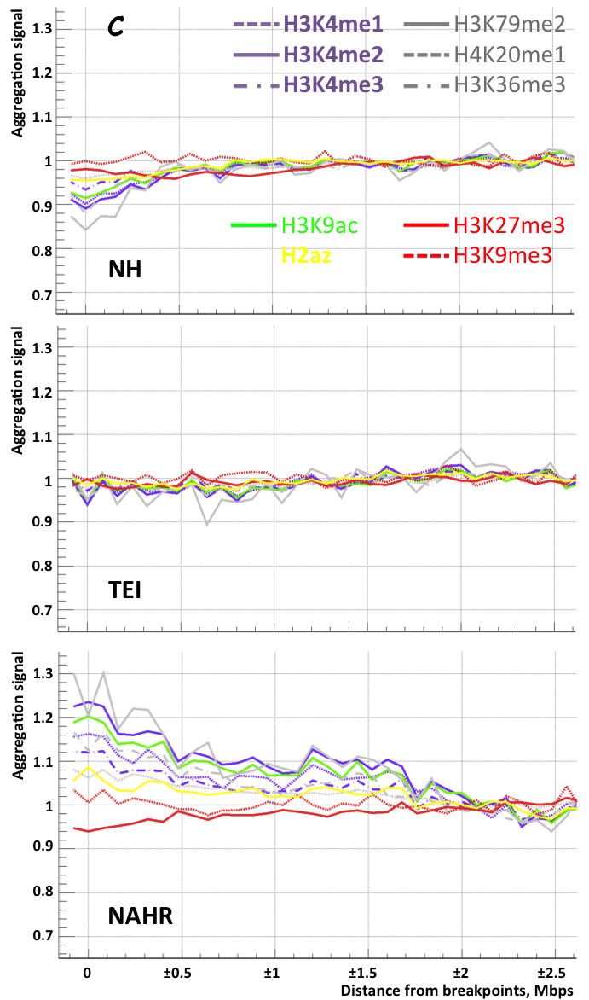 C
H3K4me1 H3K79me2
H3K4me2 H4K20me1
H3K4me3 H3K36me3
Aggregation signal
1.3
1.2
1.1
1
0.9
0.8
0.7
H3K9ac H3K27me3
H2az H3K9me3
NH
Aggregation signal
1.3
1.2
1.1
1
0.9
0.8
0.7
TEI
Aggregation signal
1.3
1.2
1.1
1
0.9
0.8
0.7
NAHR
0 ±0.5 ±1 ±1.5 ±2 ±2.5
Distance from breakpoints, Mbps